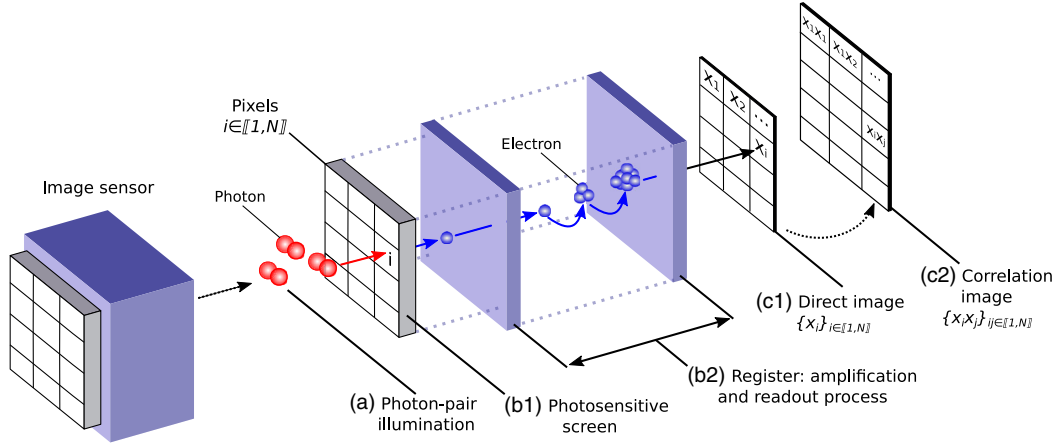 Image sensor
Photon
Pixels
i∈⟦1,N⟧
i
Electron
x₁ x₂ ...
xᵢ
x₁x₁ x₁x₂ ...
xᵢxⱼ
(a) Photon-pair
illumination
(b1) Photosensitive
screen
(b2) Register: amplification
and readout process
(c1) Direct image
{xᵢ}i∈⟦1,N⟧
(c2) Correlation
image
{xᵢxⱼ}ij∈⟦1,N⟧